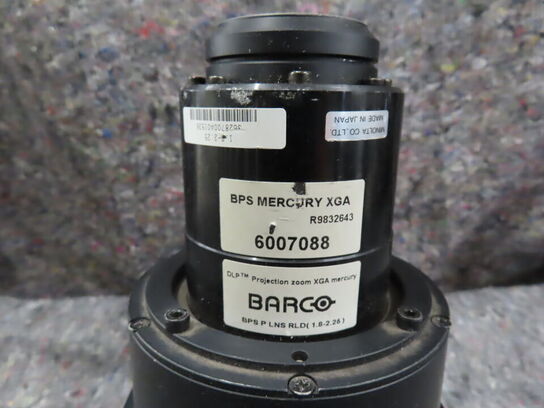 MINOLTA CO.,LTD
MADE IN JAPAN
BPS MERCURY XGA
R9832643
6007088
DLP™ Projection zoom XGA mercury
BARCO
BPS P LNS RLD( 1.8-2.25 )